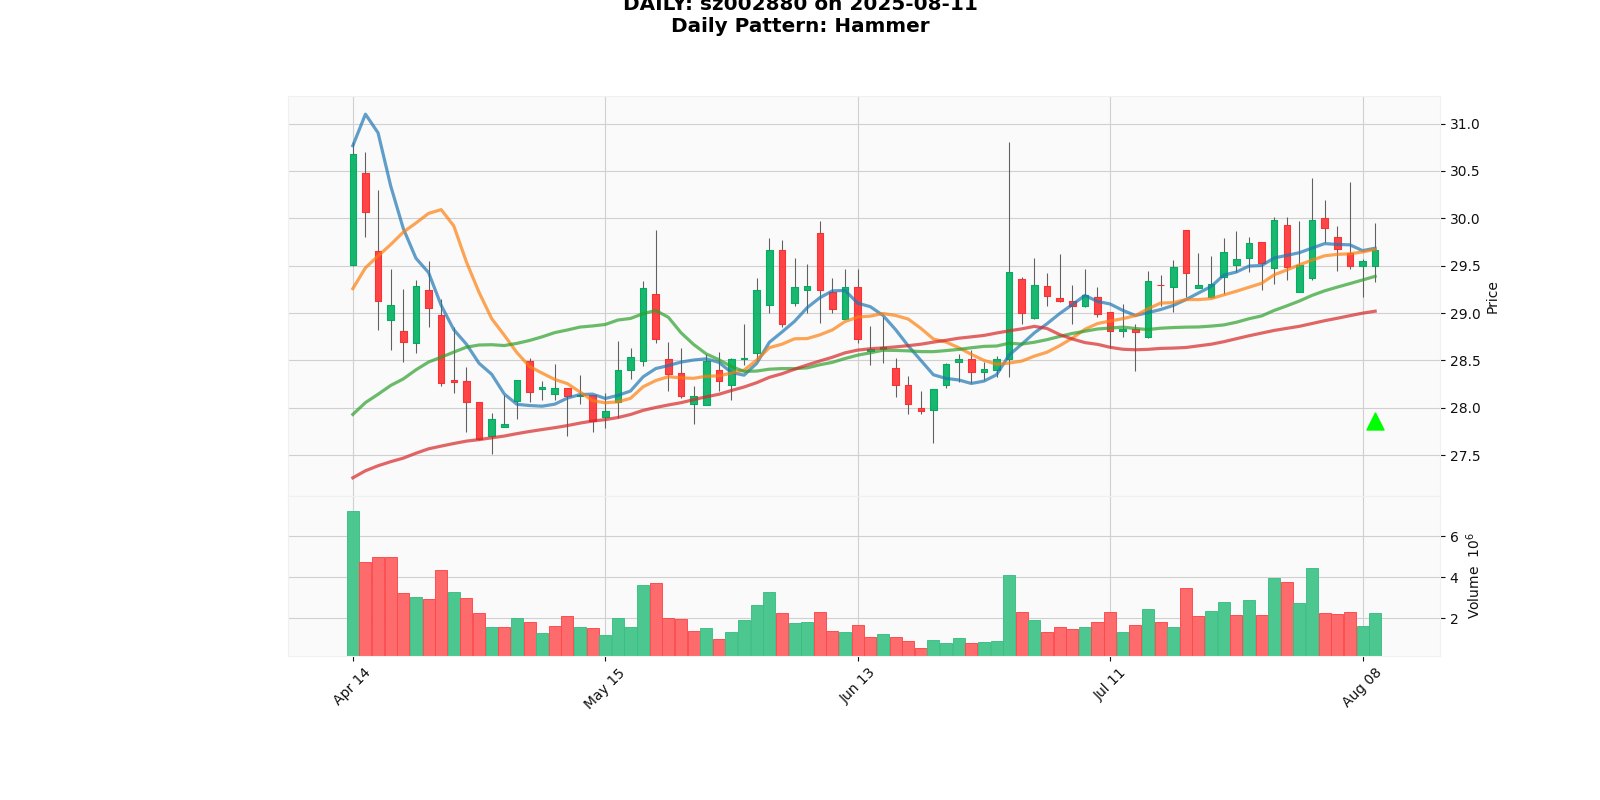 DAILY: sz002880 on 2025-08-11
Daily Pattern: Hammer
31.0
30.5
30.0
29.5
29.0
28.5
28.0
27.5
Price
6
4
2
Volume 10^6
Apr 14
May 15
Jun 13
Jul 11
Aug 08